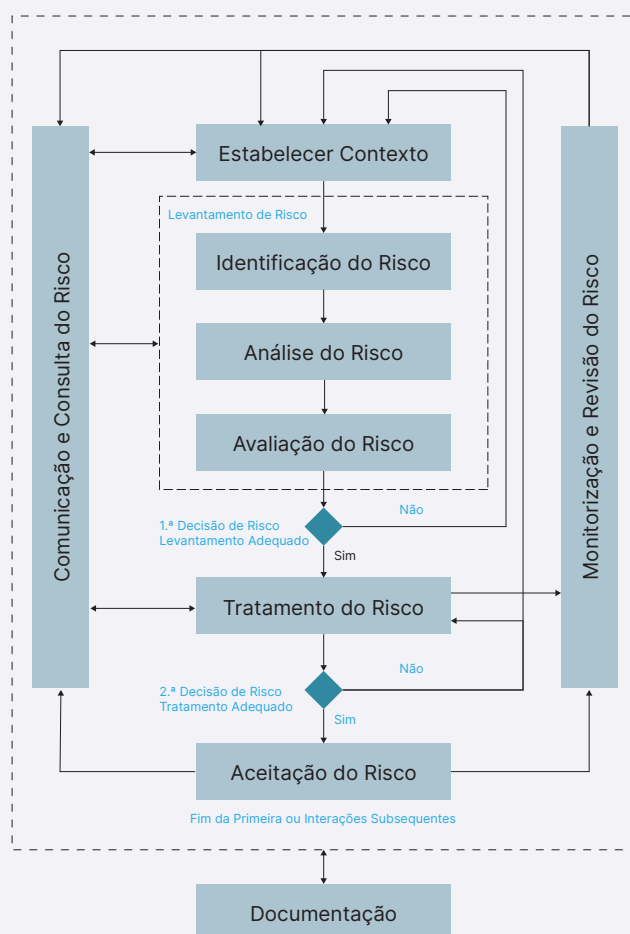 Estabelecer Contexto
Levantamento de Risco
Identificação do Risco
Análise do Risco
Avaliação do Risco
Comunicação e Consulta do Risco
Monitorização e Revisão do Risco
1.ª Decisão de Risco
Levantamento Adequado
Não
Sim
Tratamento do Risco
2.ª Decisão de Risco
Tratamento Adequado
Não
Sim
Aceitação do Risco
Fim da Primeira ou Interações Subsequentes
Documentação